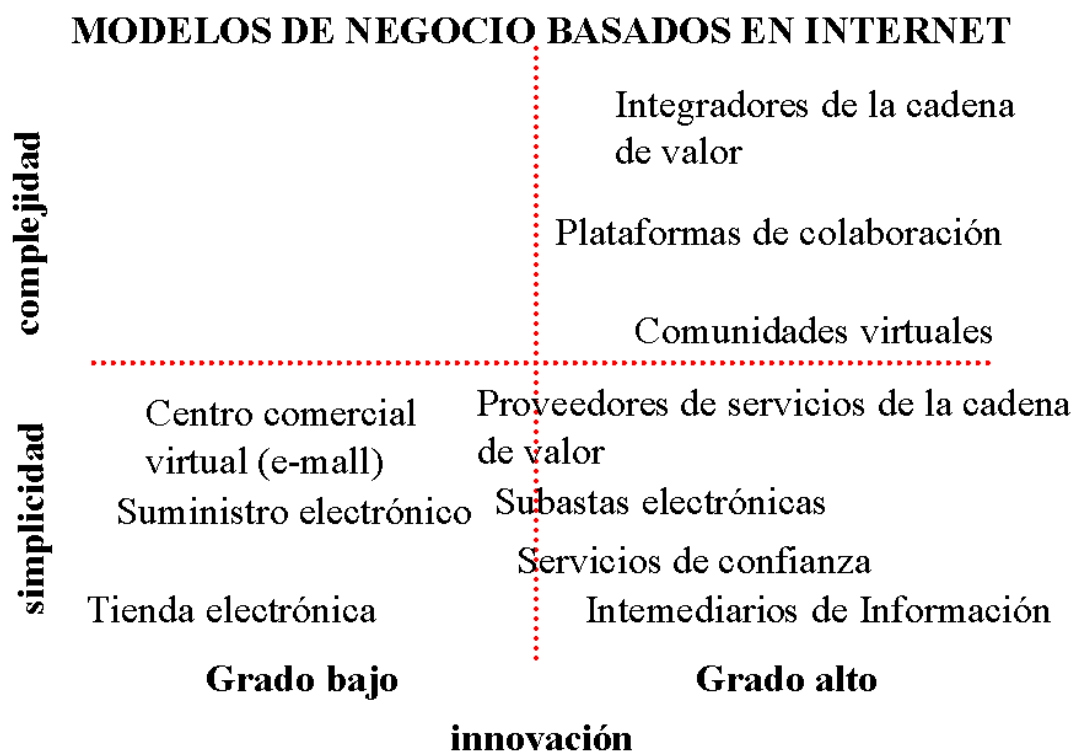 MODELOS DE NEGOCIO BASADOS EN INTERNET
Integradores de la cadena
de valor
complejidad
Plataformas de colaboración
Comunidades virtuales
Centro comercial
virtual (e-mall)
Proveedores de servicios de la cadena
de valor
simplicidad
Suministro electrónico
Subastas electrónicas
Servicios de confianza
Tienda electrónica
Intemediarios de Información
Grado bajo
Grado alto
innovación